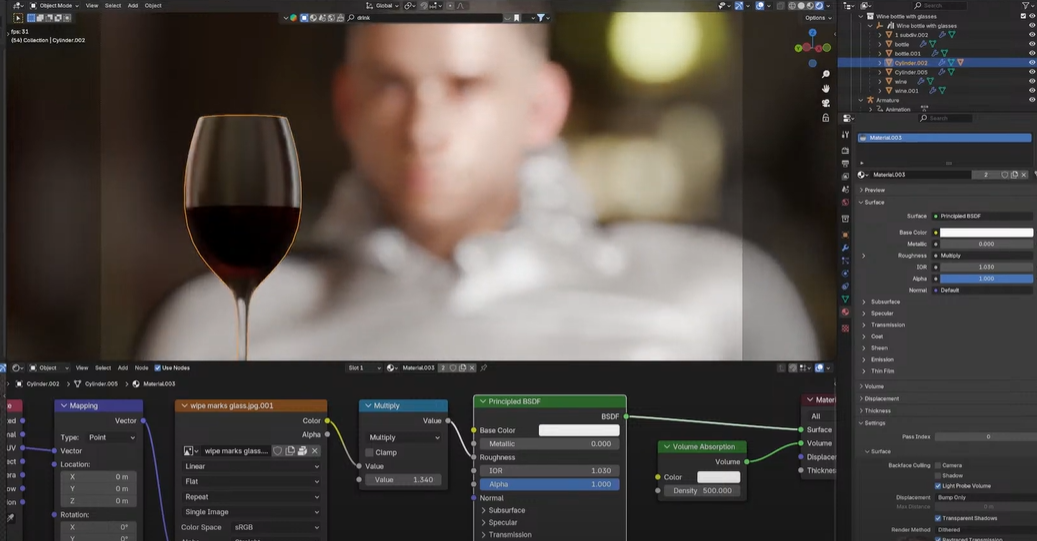 Object Mode View Select Add Object
Global
drink
Options
fps: 31
(54) Collection | Cylinder.002
Z
Y
X
Search
Wine bottle with glasses
Wine bottle with glasses
1 subdiv.002
bottle
bottle.001
Cylinder.002
Cylinder.005
wine
wine.001
Armature
Animation
Search
Material.003
Material.003 2
Preview
Surface
Surface Principled BSDF
Base Color
Metallic 0.000
Roughness Multiply
IOR 1.030
Alpha 1.000
Normal Default
Subsurface
Specular
Transmission
Coat
Sheen
Emission
Thin Film
Volume
Displacement
Thickness
Settings
Pass Index 0
Surface
Backface Culling Camera
Shadow
Light Probe Volume
Displacement Bump Only
Max Distance 0 m
Transparent Shadows
Render Method Dithered
Raytraced Transmission
Object View Select Add Node Use Nodes
Slot 1
Material.003 2
Cylinder.002 > Cylinder.005 > Material.003
Mapping
Vector
Type: Point
Vector
Location:
X 0 m
Y 0 m
Z 0 m
Rotation:
X 0°
Y 0°
wipe marks glass.jpg.001
Color
Alpha
wipe marks glass....
Linear
Flat
Repeat
Single Image
Color Space sRGB
Multiply
Value
Multiply
Clamp
Value
Value 1.340
Principled BSDF
BSDF
Base Color
Metallic 0.000
Roughness
IOR 1.030
Alpha 1.000
Normal
Subsurface
Specular
Transmission
Volume Absorption
Volume
Color
Density 500.000
Materi
All
Surface
Volume
Displace
Thickness